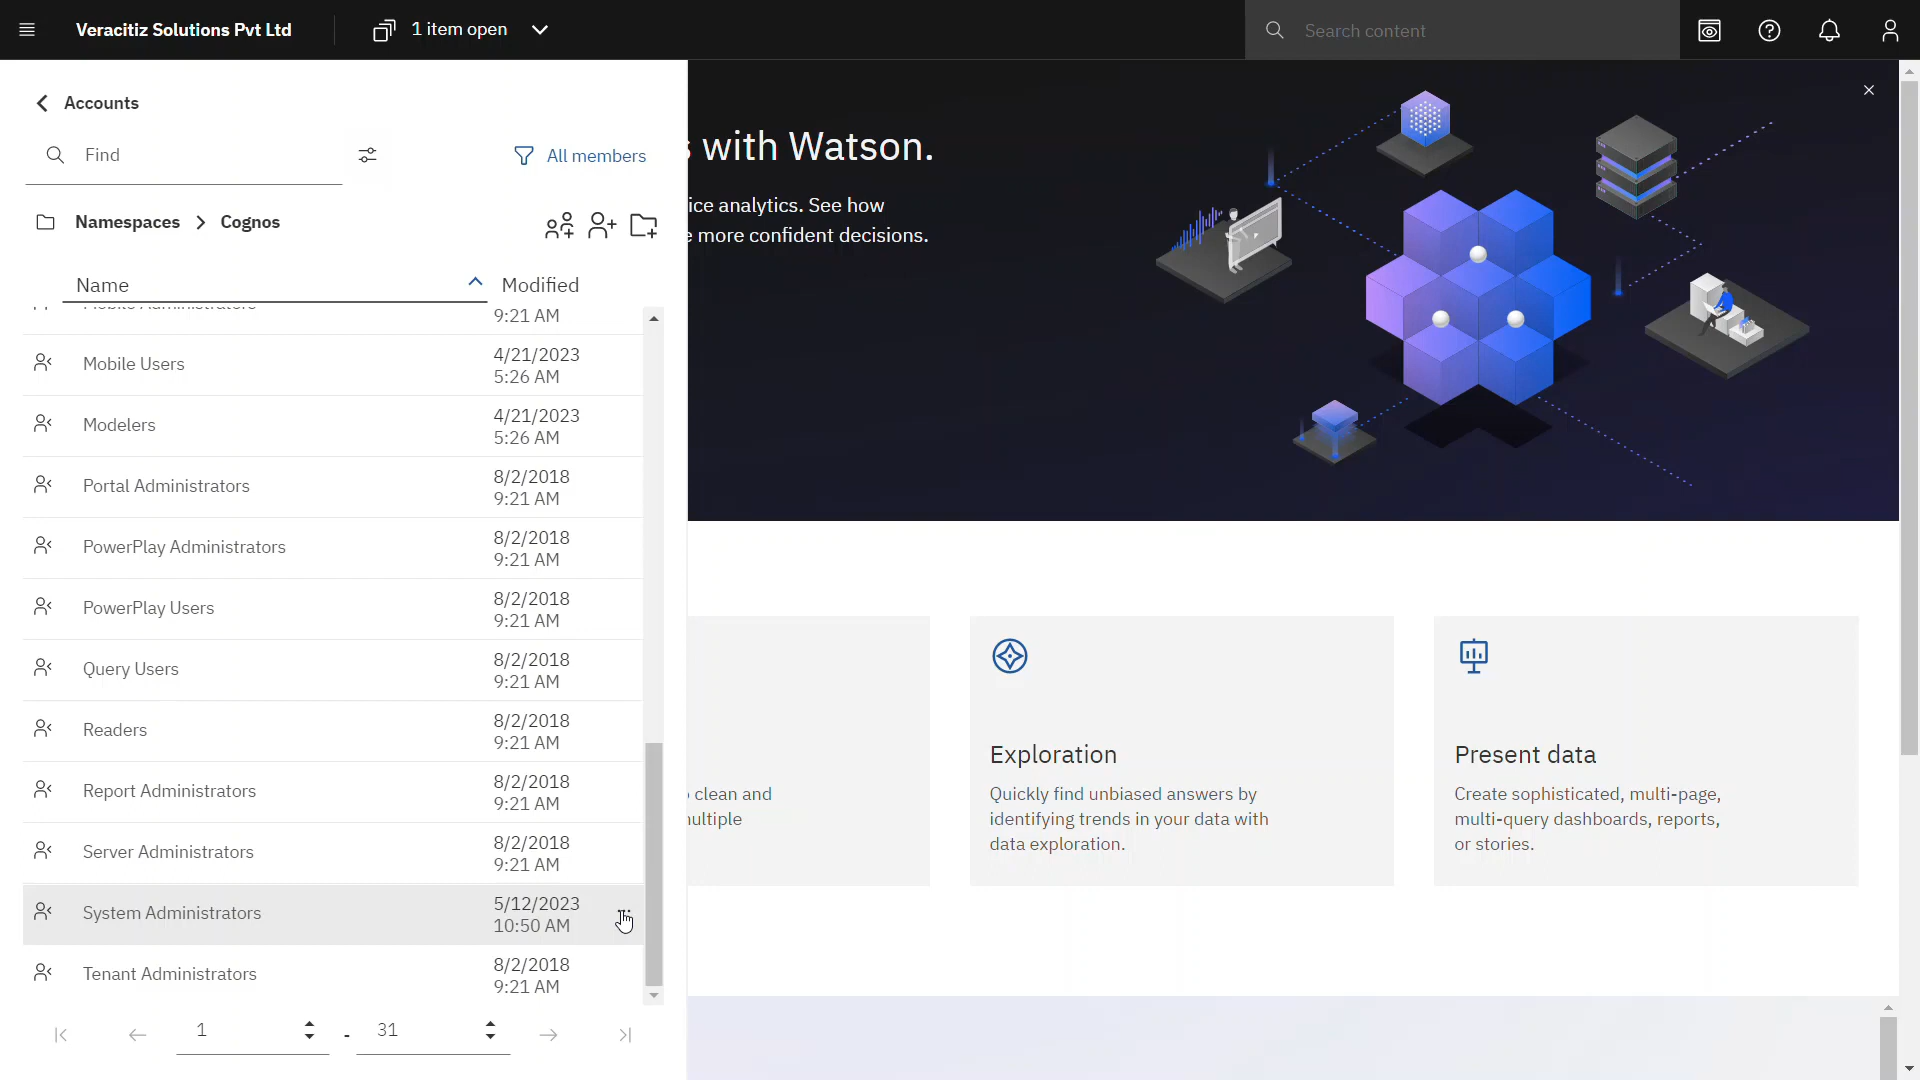 Veracitiz Solutions Pvt Ltd
1 item open
Search content
Accounts
Find
All members
Namespaces > Cognos
Name
Modified
Mobile Administrators
9:21 AM
Mobile Users
4/21/2023
5:26 AM
Modelers
4/21/2023
5:26 AM
Portal Administrators
8/2/2018
9:21 AM
PowerPlay Administrators
8/2/2018
9:21 AM
PowerPlay Users
8/2/2018
9:21 AM
Query Users
8/2/2018
9:21 AM
Readers
8/2/2018
9:21 AM
Report Administrators
8/2/2018
9:21 AM
Server Administrators
8/2/2018
9:21 AM
System Administrators
5/12/2023
10:50 AM
Tenant Administrators
8/2/2018
9:21 AM
1 - 31
s with Watson.
ice analytics. See how
e more confident decisions.
clean and
ultiple
Exploration
Quickly find unbiased answers by
identifying trends in your data with
data exploration.
Present data
Create sophisticated, multi-page,
multi-query dashboards, reports,
or stories.